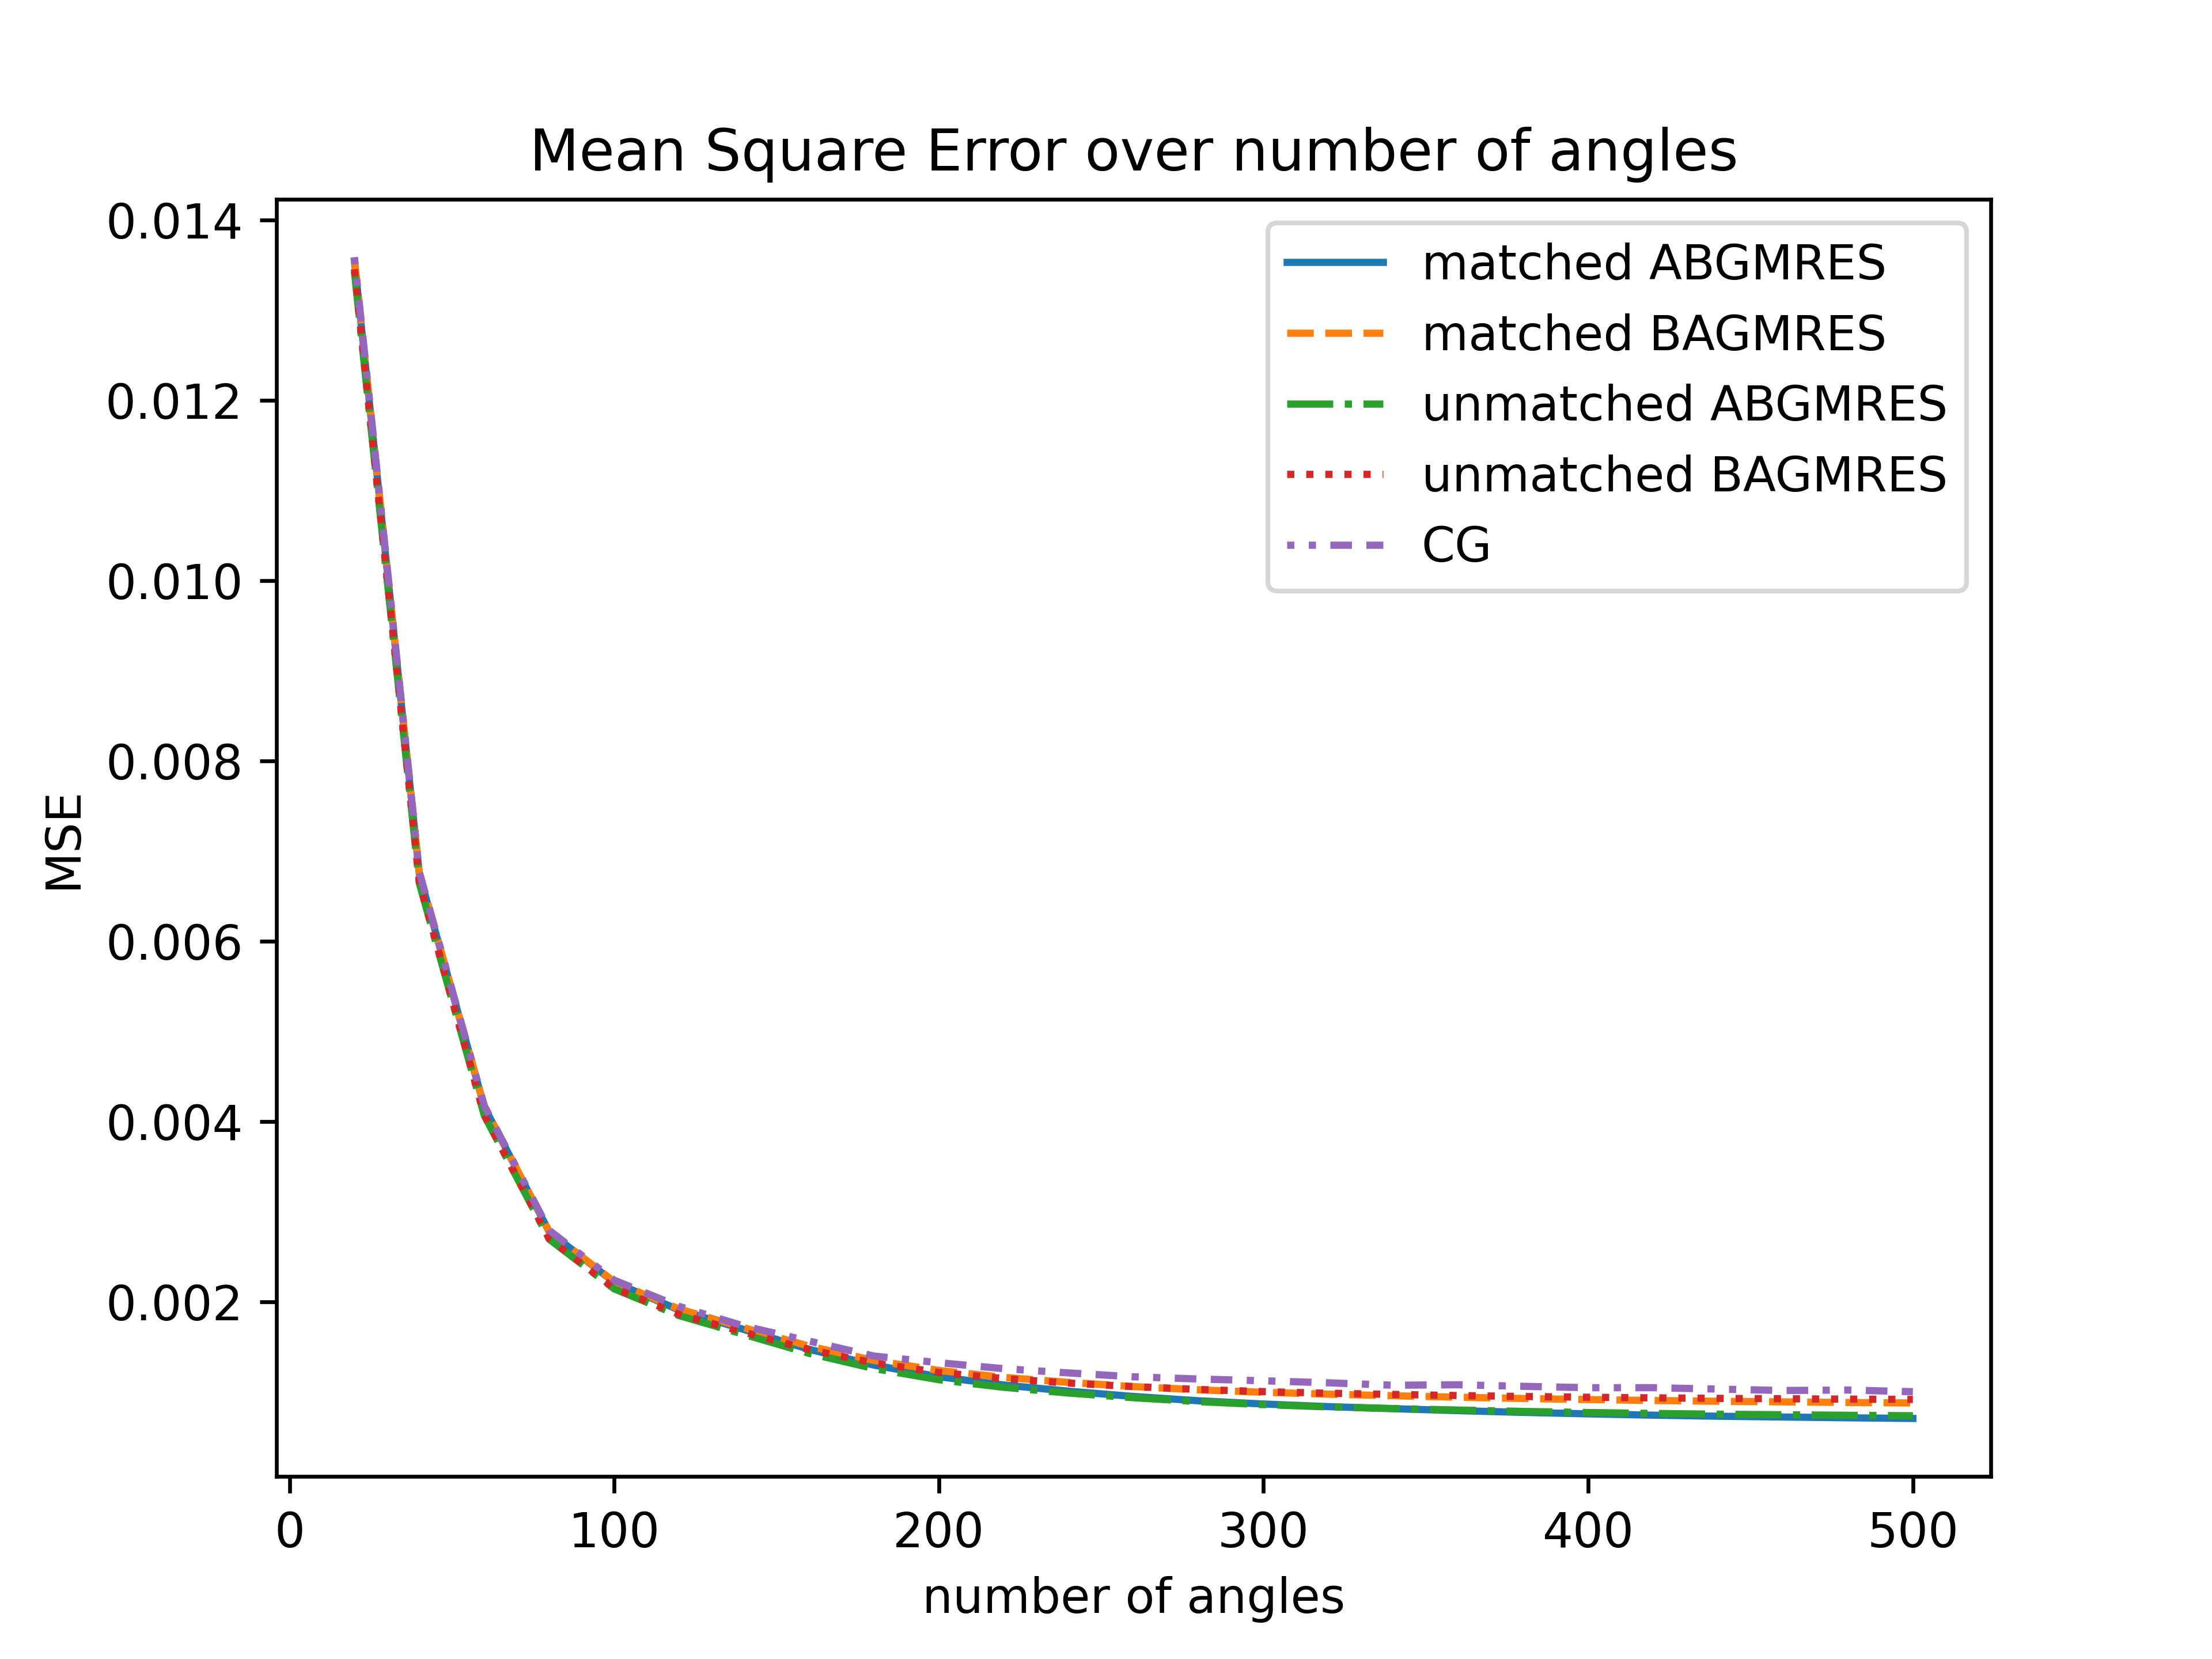 Mean Square Error over number of angles
matched ABGMRES
matched BAGMRES
unmatched ABGMRES
unmatched BAGMRES
CG
MSE
0.014
0.012
0.010
0.008
0.006
0.004
0.002
0 100 200 300 400 500
number of angles